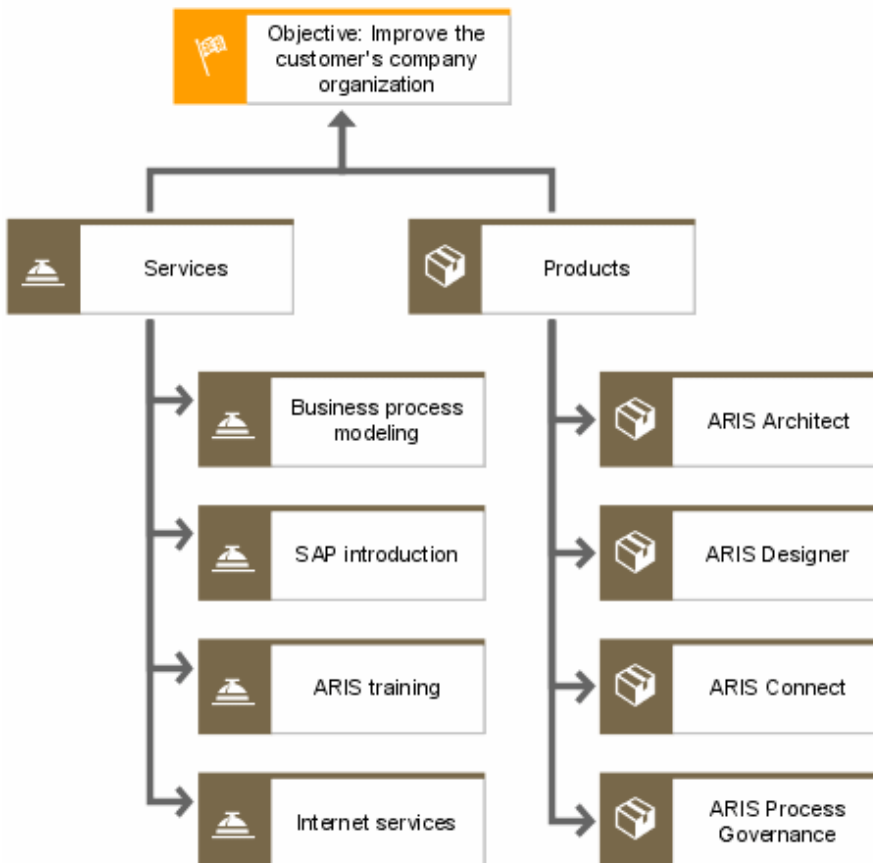 Objective: Improve the
customer's company
organization
Services
Products
Business process
modeling
ARIS Architect
SAP introduction
ARIS Designer
ARIS training
ARIS Connect
Internet services
ARIS Process
Governance